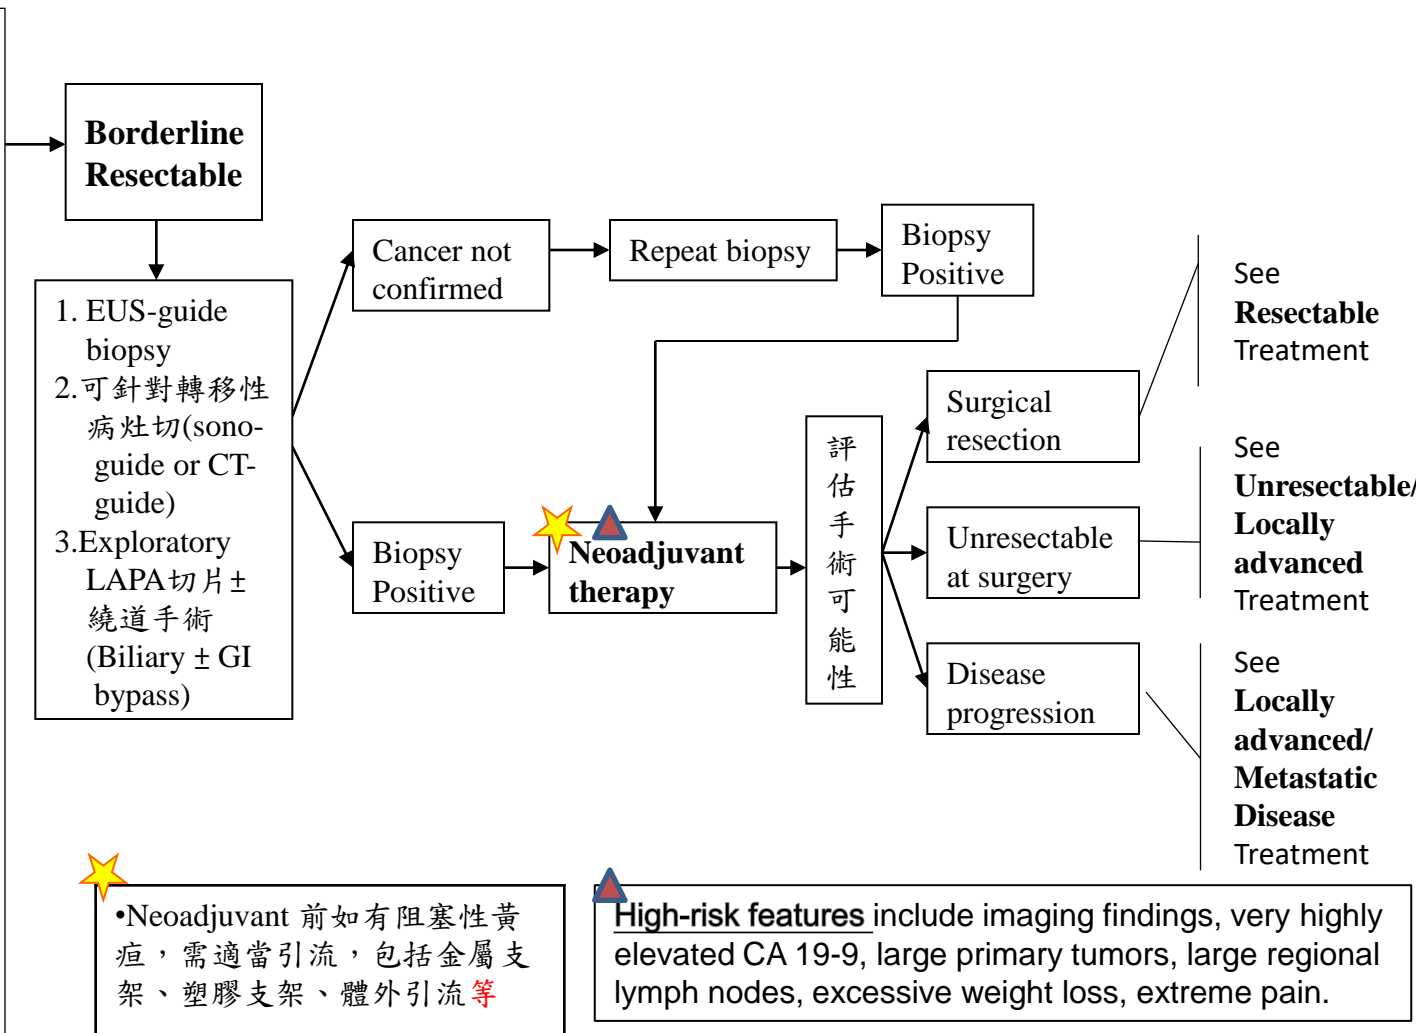 Borderline
Resectable
1. EUS-guide
biopsy
2.可針對轉移性
病灶切(sono-
guide or CT-
guide)
3.Exploratory
LAPA切片±
繞道手術
(Biliary ± GI
bypass)
Cancer not
confirmed
Repeat biopsy
Biopsy
Positive
Biopsy
Positive
Neoadjuvant
therapy
評
估
手
術
可
能
性
Surgical
resection
Unresectable
at surgery
Disease
progression
See
Resectable
Treatment
See
Unresectable/
Locally
advanced
Treatment
See
Locally
advanced/
Metastatic
Disease
Treatment
•Neoadjuvant 前如有阻塞性黃
疸，需適當引流，包括金屬支
架、塑膠支架、體外引流等
High-risk features include imaging findings, very highly
elevated CA 19-9, large primary tumors, large regional
lymph nodes, excessive weight loss, extreme pain.